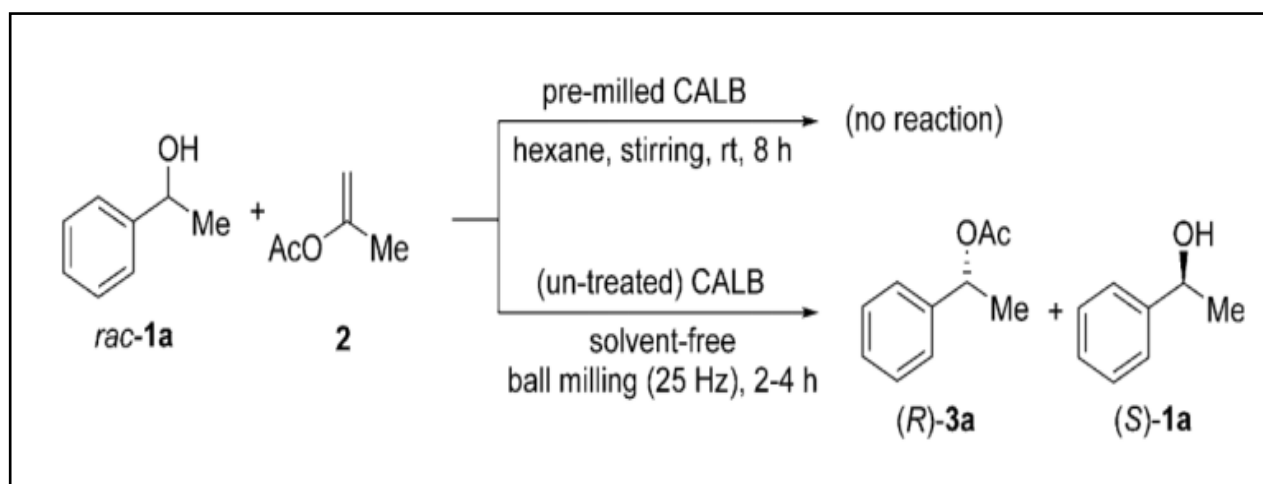 pre-milled CALB
hexane, stirring, rt, 8 h
(no reaction)
OH
Me
+
AcO
Me
rac-1a
2
(un-treated) CALB
solvent-free
ball milling (25 Hz), 2-4 h
OAc
Me
+
OH
Me
(R)-3a
(S)-1a